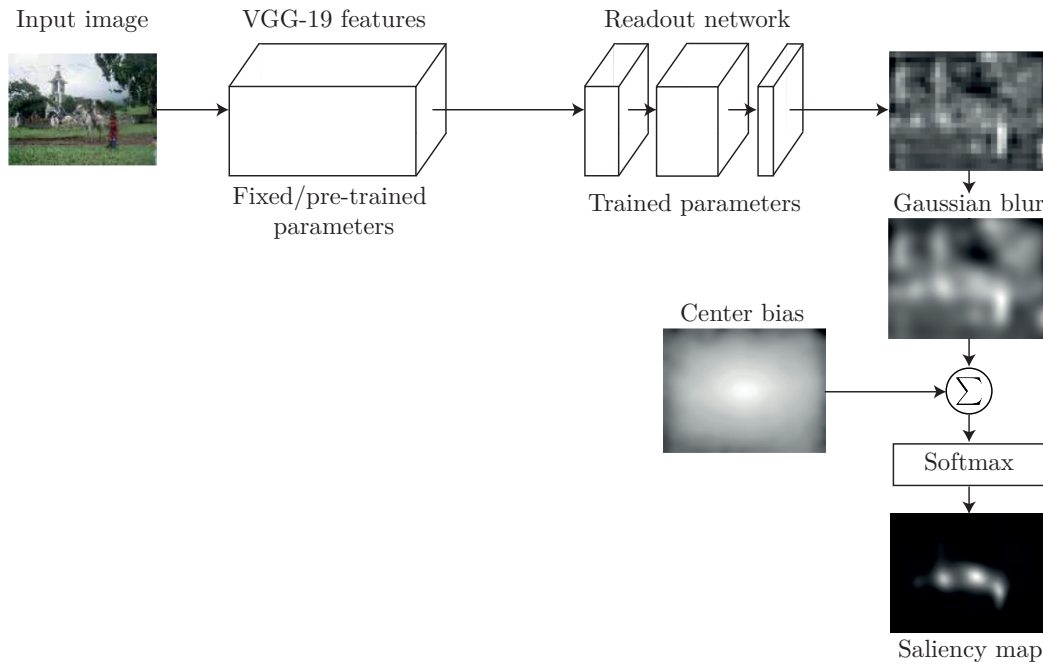 Input image
VGG-19 features
Readout network
Fixed/pre-trained
parameters
Trained parameters
Gaussian blur
Center bias
Σ
Softmax
Saliency map